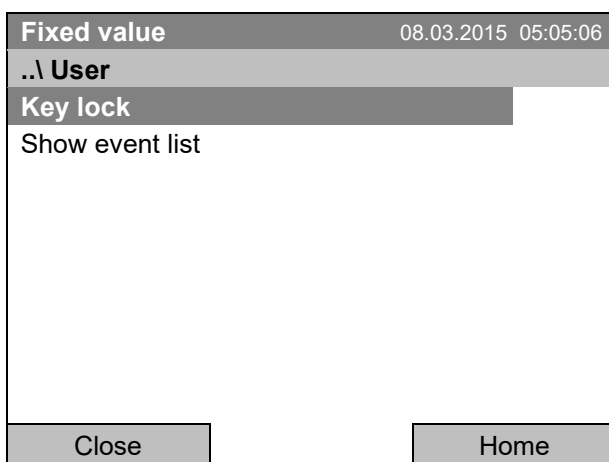 Fixed value 08.03.2015 05:05:06
..\ User
Key lock
Show event list
Close Home